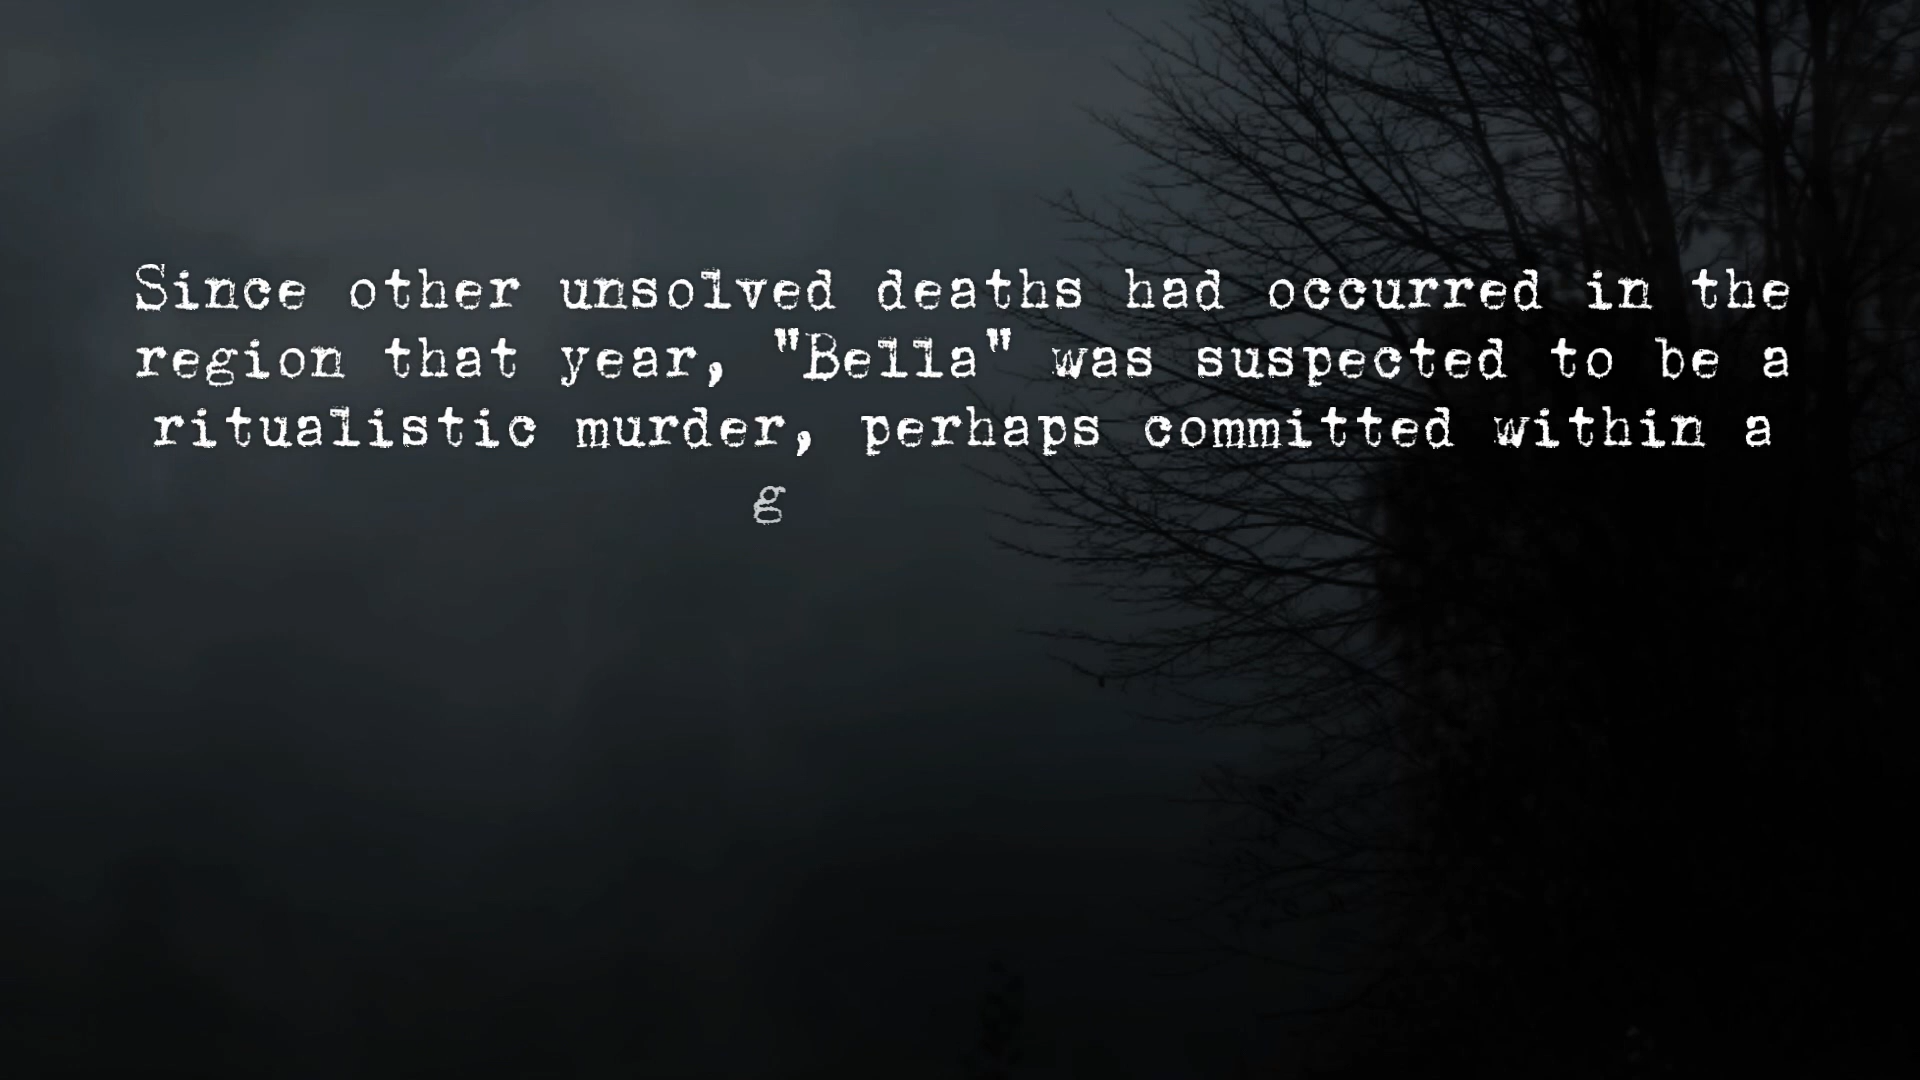 Since other unsolved deaths had occurred in the
region that year, "Bella" was suspected to be a
ritualistic murder, perhaps committed within a
g